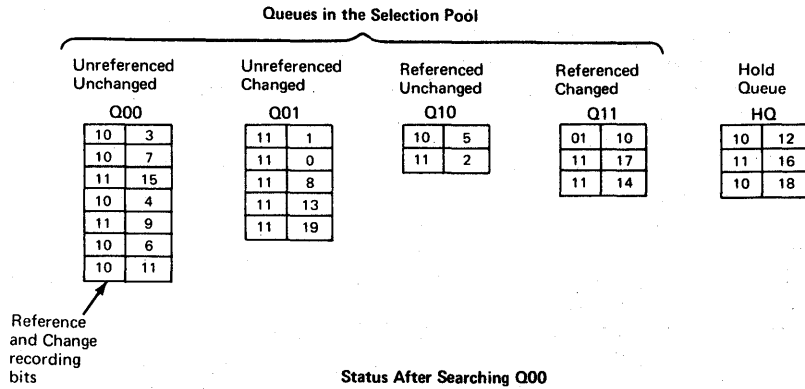 Queues in the Selection Pool
Unreferenced Unchanged
Unreferenced Changed
Referenced Unchanged
Referenced Changed
Hold Queue
Q00
Q01
Q10
Q11
HQ
10 3
10 7
11 15
10 4
11 9
10 6
10 11
11 1
11 0
11 8
11 13
11 19
10 5
11 2
01 10
11 17
11 14
10 12
11 16
10 18
Reference
and Change
recording
bits
Status After Searching Q00